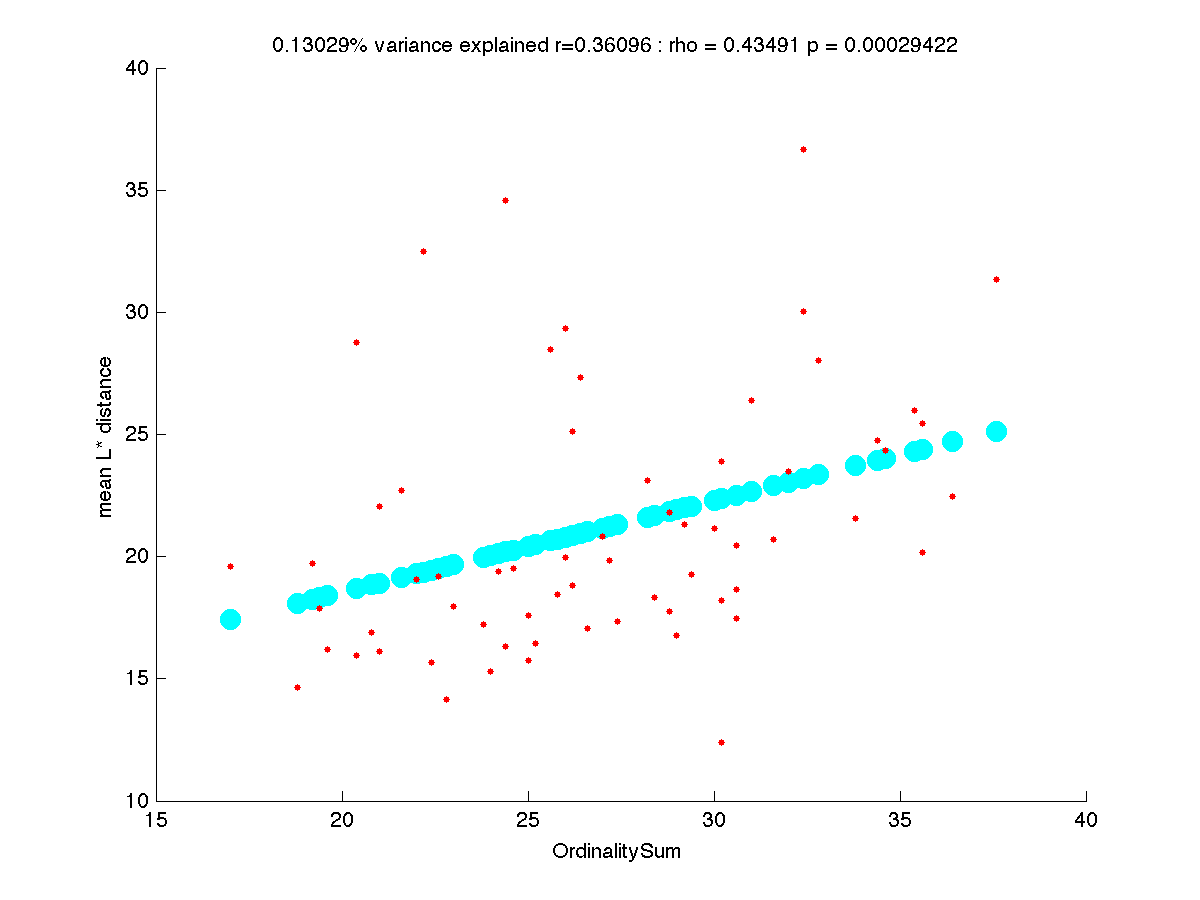 0.13029% variance explained r=0.36096 : rho = 0.43491 p = 0.00029422
40
35
30
25
20
15
10
mean L* distance
15 20 25 30 35 40
OrdinalitySum